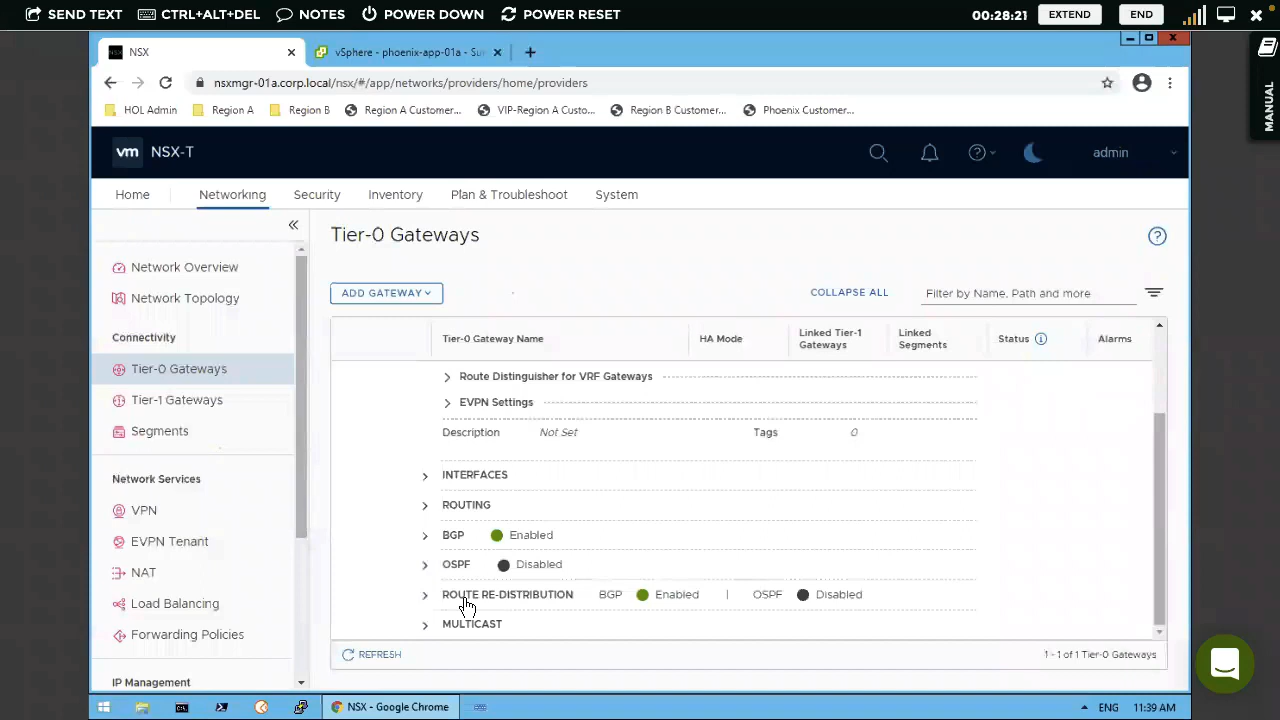 SEND TEXT CTRL+ALT+DEL NOTES POWER DOWN POWER RESET 00:28:21 EXTEND END
NSX vSphere - phoenix-app-01a - Su
MANUAL
nsxmgr-01a.corp.local/nsx/#/app/networks/providers/home/providers
HOL Admin Region A Region B Region A Customer... VIP-Region A Custo... Region B Customer... Phoenix Customer...
vm NSX-T admin
Home Networking Security Inventory Plan & Troubleshoot System
Tier-0 Gateways
Network Overview
Network Topology
Connectivity
Tier-0 Gateways
Tier-1 Gateways
Segments
Network Services
VPN
EVPN Tenant
NAT
Load Balancing
Forwarding Policies
IP Management
ADD GATEWAY COLLAPSE ALL Filter by Name, Path and more
Tier-0 Gateway Name HA Mode Linked Tier-1 Gateways Linked Segments Status Alarms
Route Distinguisher for VRF Gateways
EVPN Settings
Description Not Set Tags 0
INTERFACES
ROUTING
BGP Enabled
OSPF Disabled
ROUTE RE-DISTRIBUTION BGP Enabled | OSPF Disabled
MULTICAST
REFRESH 1 - 1 of 1 Tier-0 Gateways
NSX - Google Chrome ENG 11:39 AM